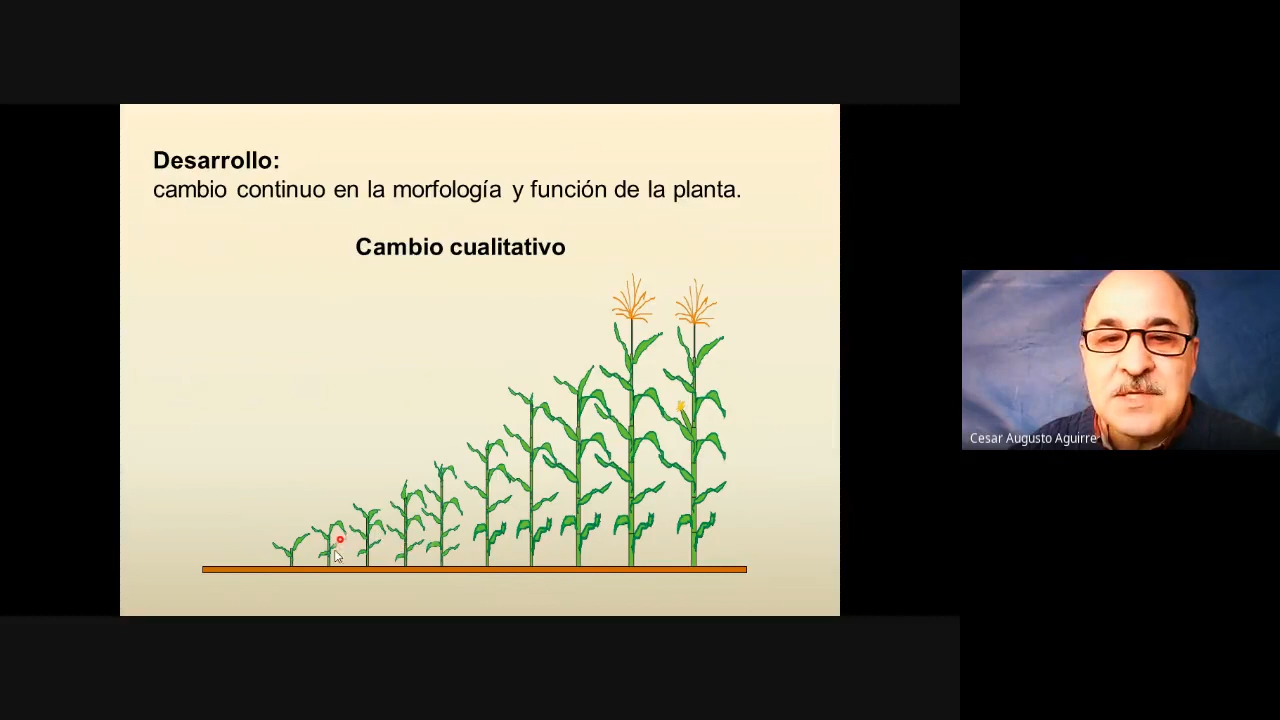 Desarrollo:
cambio continuo en la morfología y función de la planta.
Cambio cualitativo
Cesar Augusto Aguirre